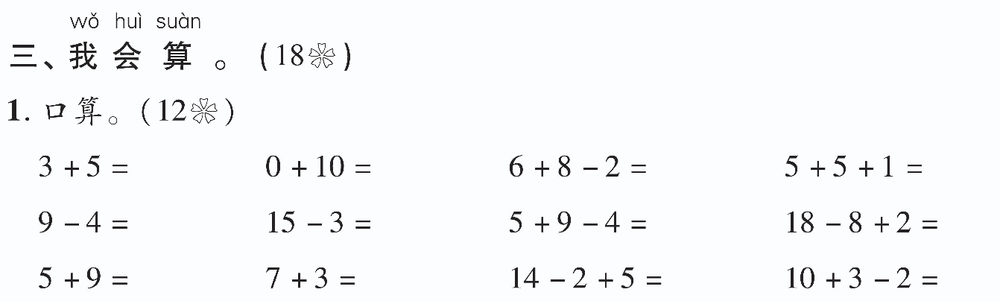 wǒ huì suàn
三、我会算。(18❀)
1. 口算。(12❀)
3+5= 0+10= 6+8-2= 5+5+1=
9-4= 15-3= 5+9-4= 18-8+2=
5+9= 7+3= 14-2+5= 10+3-2=